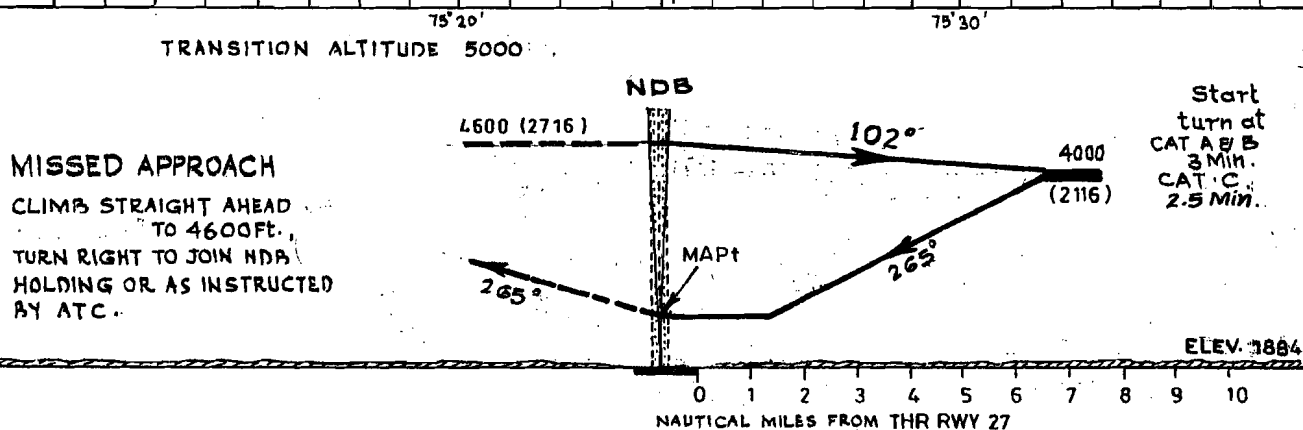 75°20'
75°30'
TRANSITION ALTITUDE 5000
NDB
4600 (2716)
102°
4000
(2116)
Start
turn at
CAT A & B
3 Min.
CAT C
2.5 Min.
MISSED APPROACH
CLIMB STRAIGHT AHEAD
TO 4600Ft.,
TURN RIGHT TO JOIN NDB
HOLDING OR AS INSTRUCTED
BY ATC.
MAPt
265°
265°
ELEV. 1884
0 1 2 3 4 5 6 7 8 9 10
NAUTICAL MILES FROM THR RWY 27